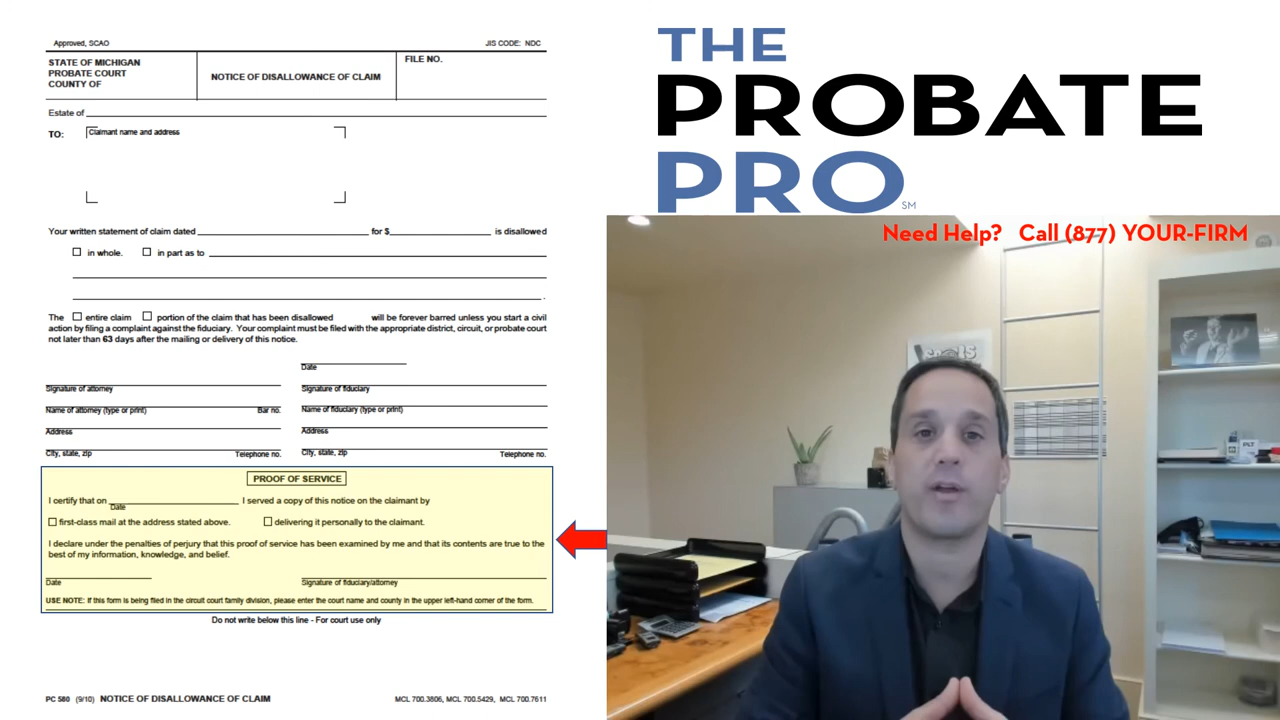 Approved, SCAO
JIS CODE: NDC
STATE OF MICHIGAN
PROBATE COURT
COUNTY OF
NOTICE OF DISALLOWANCE OF CLAIM
FILE NO.
Estate of
TO:
Claimant name and address
Your written statement of claim dated for $ is disallowed
in whole. in part as to
.
The entire claim portion of the claim that has been disallowed will be forever barred unless you start a civil
action by filing a complaint against the fiduciary. Your complaint must be filed with the appropriate district, circuit, or probate court
not later than 63 days after the mailing or delivery of this notice.
Date
Signature of attorney
Signature of fiduciary
Name of attorney (type or print) Bar no.
Name of fiduciary (type or print)
Address
Address
City, state, zip Telephone no.
City, state, zip Telephone no.
PROOF OF SERVICE
I certify that on I served a copy of this notice on the claimant by
Date
first-class mail at the address stated above. delivering it personally to the claimant.
I declare under the penalties of perjury that this proof of service has been examined by me and that its contents are true to the
best of my information, knowledge, and belief.
Date
Signature of fiduciary/attorney
USE NOTE: If this form is being filed in the circuit court family division, please enter the court name and county in the upper left-hand corner of the form.
Do not write below this line - For court use only
PC 580 (9/10) NOTICE OF DISALLOWANCE OF CLAIM
MCL 700.3806, MCL 700.5429, MCL 700.7611
THE
PROBATE
PRO
SM
Need Help? Call (877) YOUR-FIRM
PLT